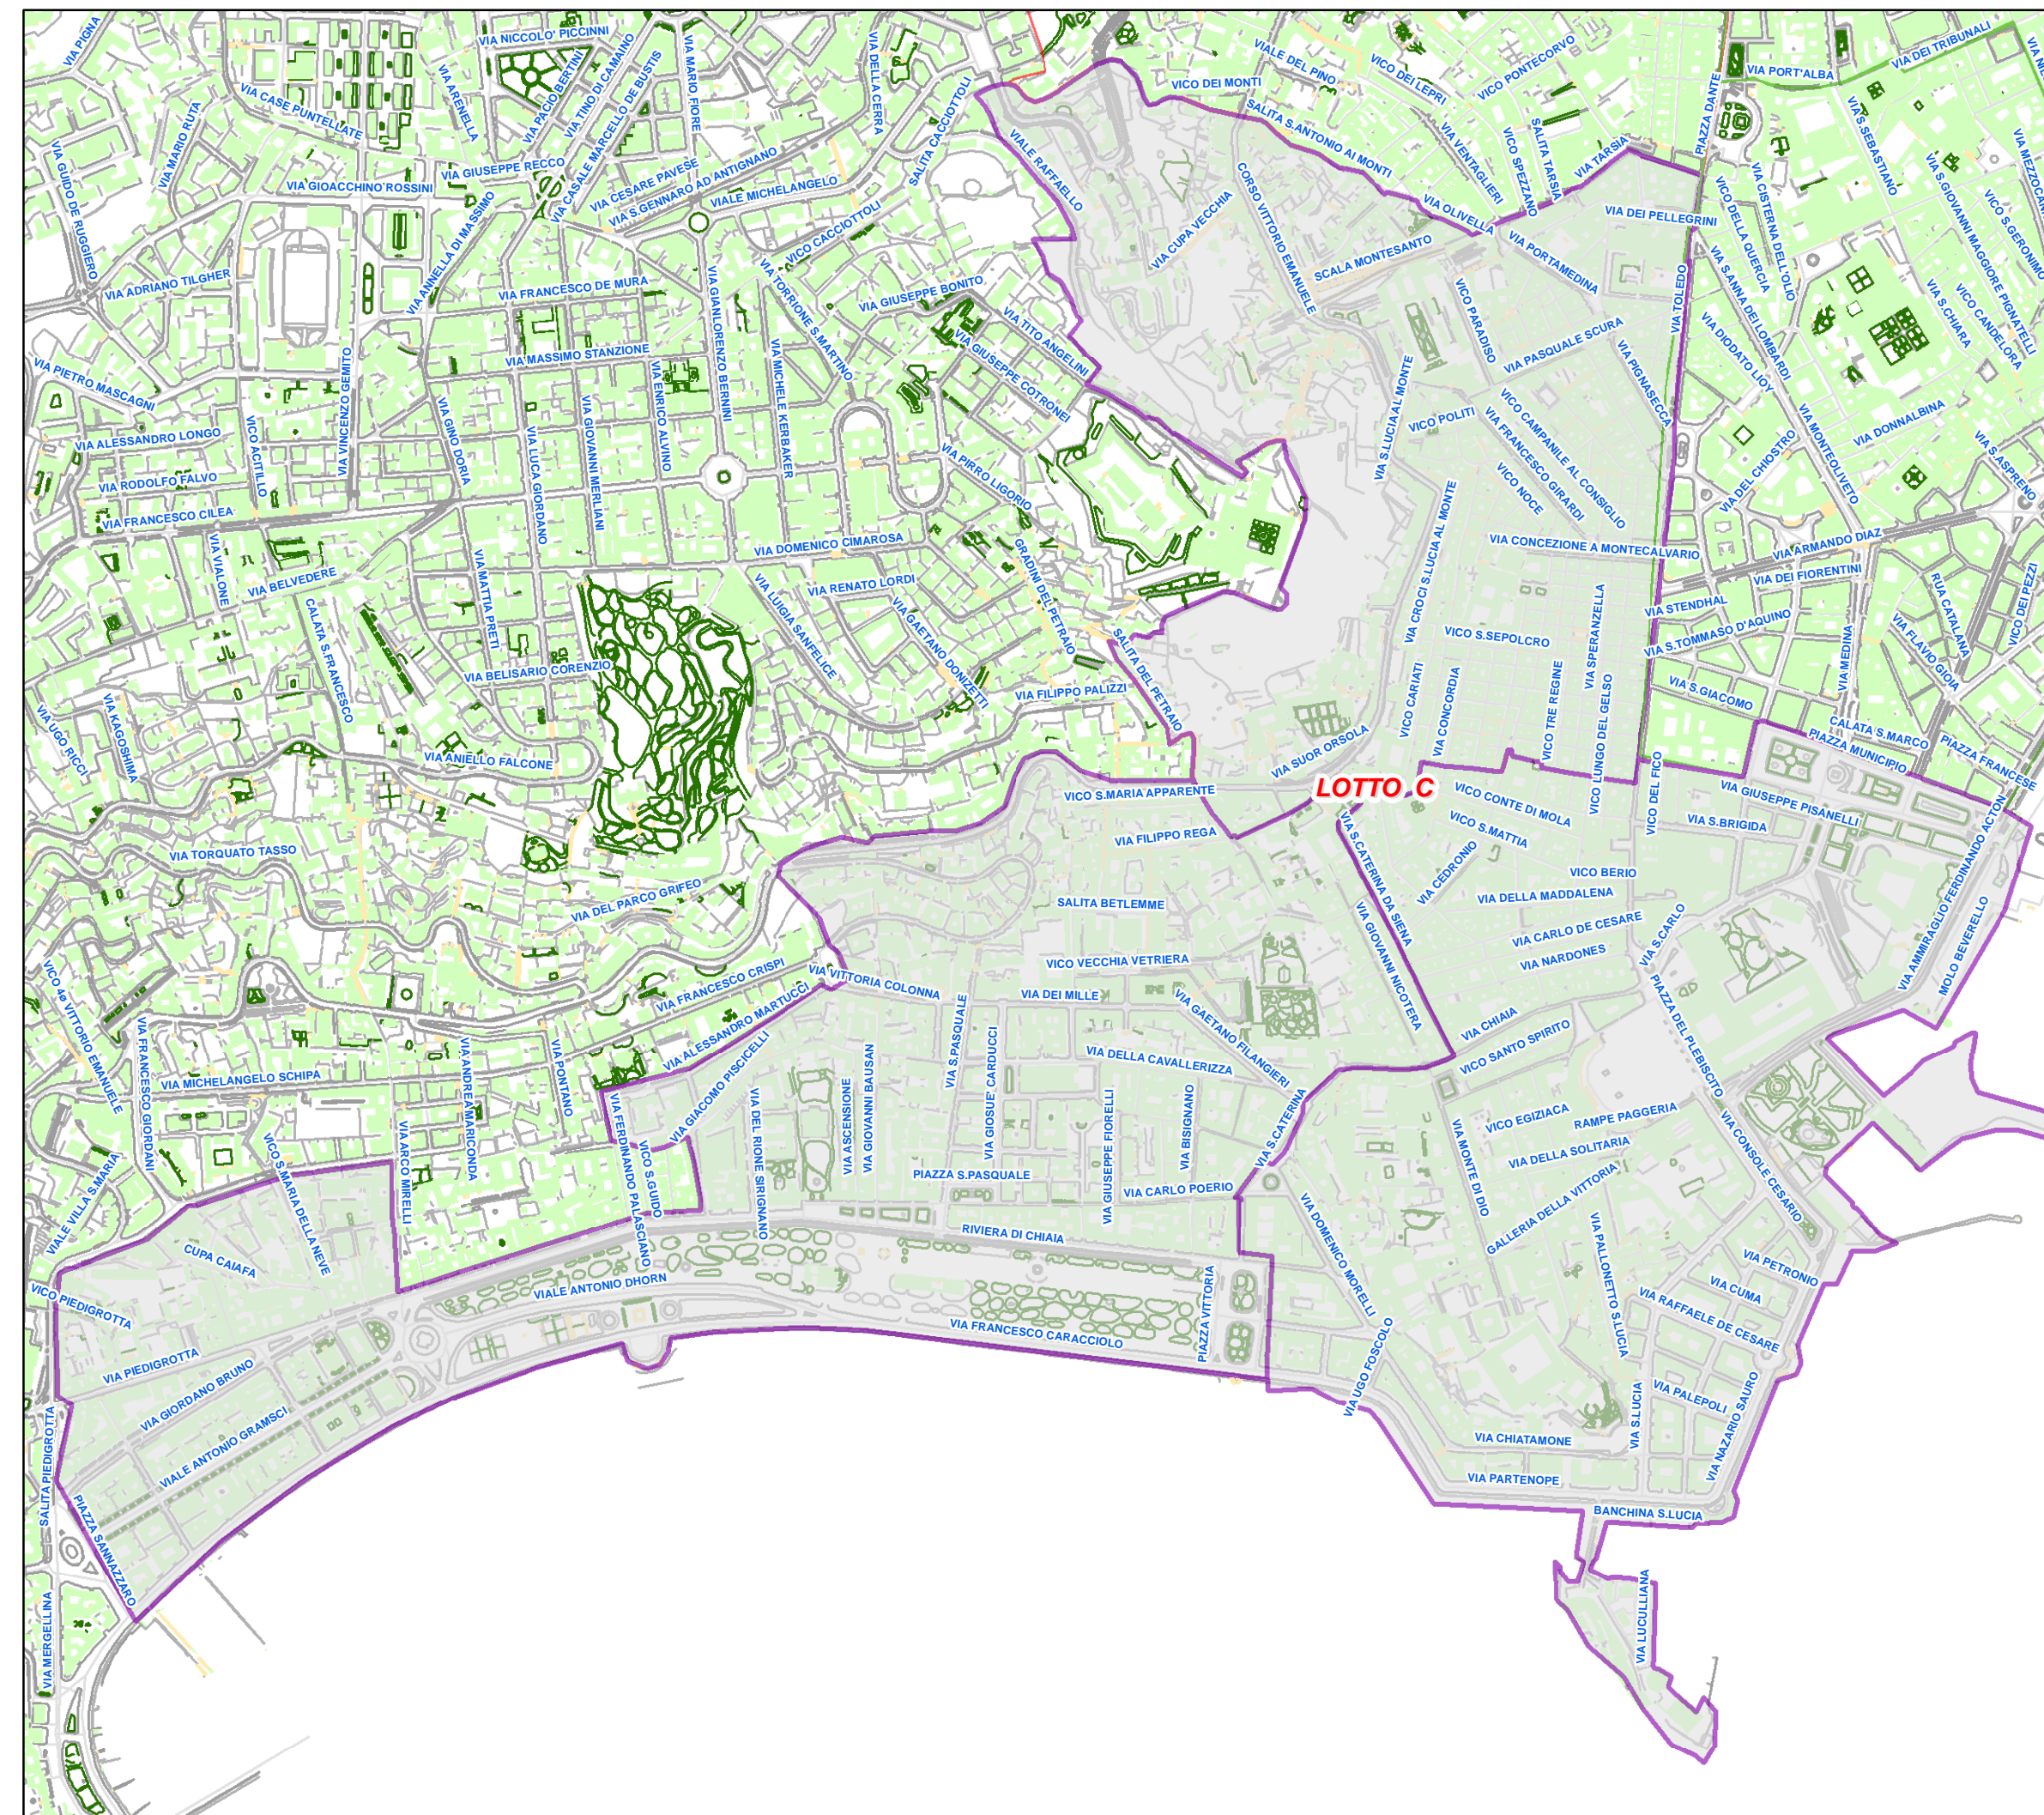 VIA PIGNA
VIA NICCOLO' PICCINNI
VIA MARIO FIORE
VIA DELLA CERRA
VIA ARENELLA
VIA PACIO BERTINI
VIA TINO DI CAMAINO
VIA CASALE MARCELLO DE BUSTIS
VIA CASE PUNTELLATE
VIA MARIO RUTA
VIA GUIDO DE RUGGIERO
VIA GIUSEPPE RECCO
VIA GIOACCHINO ROSSINI
VIA CESARE PAVESE
VIA S.GENNARO AD ANTIGNANO
VIALE MICHELANGELO
SALITA CACCIOTTOLI
VICO CACCIOTTOLI
VIALE RAFFAELLO
VICO DEI MONTI
VIALE DEL PINO
VICO DEI LEPRI
VICO PONTECORVO
SALITA S.ANTONIO AI MONTI
VIA VENTAGLIERI
VICO SPEZZANO
SALITA TARSIA
VIA TARSIA
PIAZZA DANTE
VIA PORT'ALBA
VIA DEI TRIBUNALI
VIA S.SEBASTIANO
VIA MEZZOCANNONE
VIA S.GIOVANNI MAGGIORE PIGNATELLI
VICO S.GERONIMO
VIA CISTERNA DELL'OLIO
VICO DELLA QUERCIA
VIA DEI PELLEGRINI
VIA OLIVELLA
VIA PORTAMEDINA
CORSO VITTORIO EMANUELE
VIA CUPA VECCHIA
SCALA MONTESANTO
VIA ADRIANO TILGHER
VIA ANNELLA DI MASSIMO
VIA FRANCESCO DE MURA
VIA GIANLORENZO BERNINI
VIA TORRIONE S.MARTINO
VIA GIUSEPPE BONITO
VIA TITO ANGELINI
VIA GIUSEPPE COTRONEI
VIA MASSIMO STANZIONE
VIA MICHELE KERBAKER
VIA ENRICO ALVINO
VIA PIETRO MASCAGNI
VIA VINCENZO GEMITO
VIA GINO DORIA
VIA LUCA GIORDANO
VIA GIOVANNI MERLIANI
VIA ALESSANDRO LONGO
VICO ACITILLO
VIA RODOLFO FALVO
VIA FRANCESCO CILEA
VIA VIALONE
VIA BELVEDERE
VIA PIRRO LIGORIO
VIA DOMENICO CIMAROSA
VIA RENATO LORDI
VIA LUIGIA SANFELICE
VIA GAETANO DONIZETTI
GRADINI DEL PETRAIO
SALITA DEL PETRAIO
VIA FILIPPO PALIZZI
VIA MATTIA PRETI
VIA BELISARIO CORENZIO
CALATA S.FRANCESCO
VIA ANIELLO FALCONE
VIA KAGOSHIMA
VIA UGO RICCI
VIA TOLEDO
VIA S.ANNA DEI LOMBARDI
VIA DIODATO LIOY
VIA S.CHIARA
VICO CANDELORA
VICO PARADISO
VIA PASQUALE SCURA
VIA PIGNASECCA
VIA S.LUCIA AL MONTE
VICO POLITI
VIA FRANCESCO GIRARDI
VICO CAMPANILE AL CONSIGLIO
VICO NOCE
VIA MONTEOLIVETO
VIA DEL CHIOSTRO
VIA DONNALBINA
VIA S.ASPRENO
VIA CONCEZIONE A MONTECALVARIO
VIA ARMANDO DIAZ
VIA DEI FIORENTINI
VIA CROCI S.LUCIA AL MONTE
VICO S.SEPOLCRO
VIA SPERANZELLA
VIA STENDHAL
VIA S.TOMMASO D'AQUINO
VIA MEDINA
RUA CATALANA
VICO DEI PEZZI
VIA FLAVIO GIOIA
VIA S.GIACOMO
VICO CARIATI
VIA CONCORDIA
VICO TRE REGINE
VICO LUNGO DEL GELSO
VIA SUOR ORSOLA
CALATA S.MARCO
PIAZZA MUNICIPIO
PIAZZA FRANCESE
LOTTO C
VICO S.MARIA APPARENTE
VIA FILIPPO REGA
VICO CONTE DI MOLA
VICO S.MATTIA
VICO DEL FICO
VIA S.BRIGIDA
VIA GIUSEPPE PISANELLI
VIA CEDRONIO
VICO BERIO
VIA DELLA MADDALENA
VIA S.CATERINA DA SIENA
VIA GIOVANNI NICOTERA
VIA CARLO DE CESARE
VIA NARDONES
VIA S.CARLO
VIA AMMIRAGLIO FERDINANDO ACTON
MOLO BEVERELLO
VIA TORQUATO TASSO
VIA DEL PARCO GRIFEO
SALITA BETLEMME
VICO VECCHIA VETRIERA
VIA VITTORIA COLONNA
VIA FRANCESCO CRISPI
VIA ALESSANDRO MARTUCCI
VIA DEI MILLE
VIA GAETANO FILANGIERI
VIA DELLA CAVALLERIZZA
VIA CHIAIA
VICO SANTO SPIRITO
PIAZZA DEL PLEBISCITO
VICO 4ø VITTORIO EMANUELE
VIA FRANCESCO GIORDANI
VIA MICHELANGELO SCHIPA
VIA ANDREA MARICONDA
VIA PONTANO
VIA GIACOMO PISCICELLI
VIA FERDINANDO PALASCIANO
VICO S.GUIDO
VIA DEL RIONE SIRIGNANO
VIA ASCENSIONE
VIA GIOVANNI BAUSAN
VIA S.PASQUALE
VIA GIOSUE' CARDUCCI
VIA GIUSEPPE FIORELLI
VIA BISIGNANO
VIA S.CATERINA
VIA CARLO POERIO
PIAZZA S.PASQUALE
VIALE VILLA S.MARIA
VICO S.MARIA DELLA NEVE
VIA ARCO MIRELLI
CUPA CAIAFA
VICO PIEDIGROTTA
VIA PIEDIGROTTA
VIA GIORDANO BRUNO
VIALE ANTONIO GRAMSCI
RIVIERA DI CHIAIA
VIALE ANTONIO DHORN
VIA FRANCESCO CARACCIOLO
PIAZZA VITTORIA
VIA DOMENICO MORELLI
VIA UGO FOSCOLO
VIA MONTE DI DIO
VICO EGIZIACA
RAMPE PAGGERIA
VIA DELLA SOLITARIA
GALLERIA DELLA VITTORIA
VIA CONSOLE CESARIO
VIA PALLONETTO S.LUCIA
VIA PETRONIO
VIA CUMA
VIA RAFFAELE DE CESARE
VIA PALEPOLI
VIA S.LUCIA
VIA NAZARIO SAURO
VIA CHIATAMONE
VIA PARTENOPE
BANCHINA S.LUCIA
VIA LUCULLIANA
SALITA PIEDIGROTTA
PIAZZA SANNAZZARO
VIA MERGELLINA